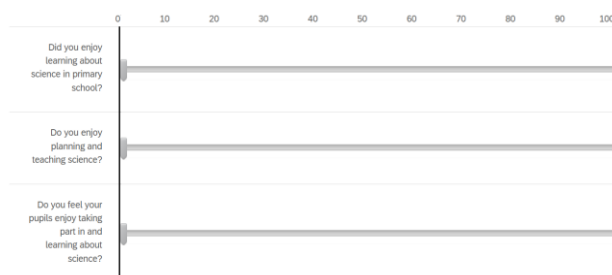 0 10 20 30 40 50 60 70 80 90 100
Did you enjoy
learning about
science in primary
school?
Do you enjoy
planning and
teaching science?
Do you feel your
pupils enjoy taking
part in and
learning about
science?